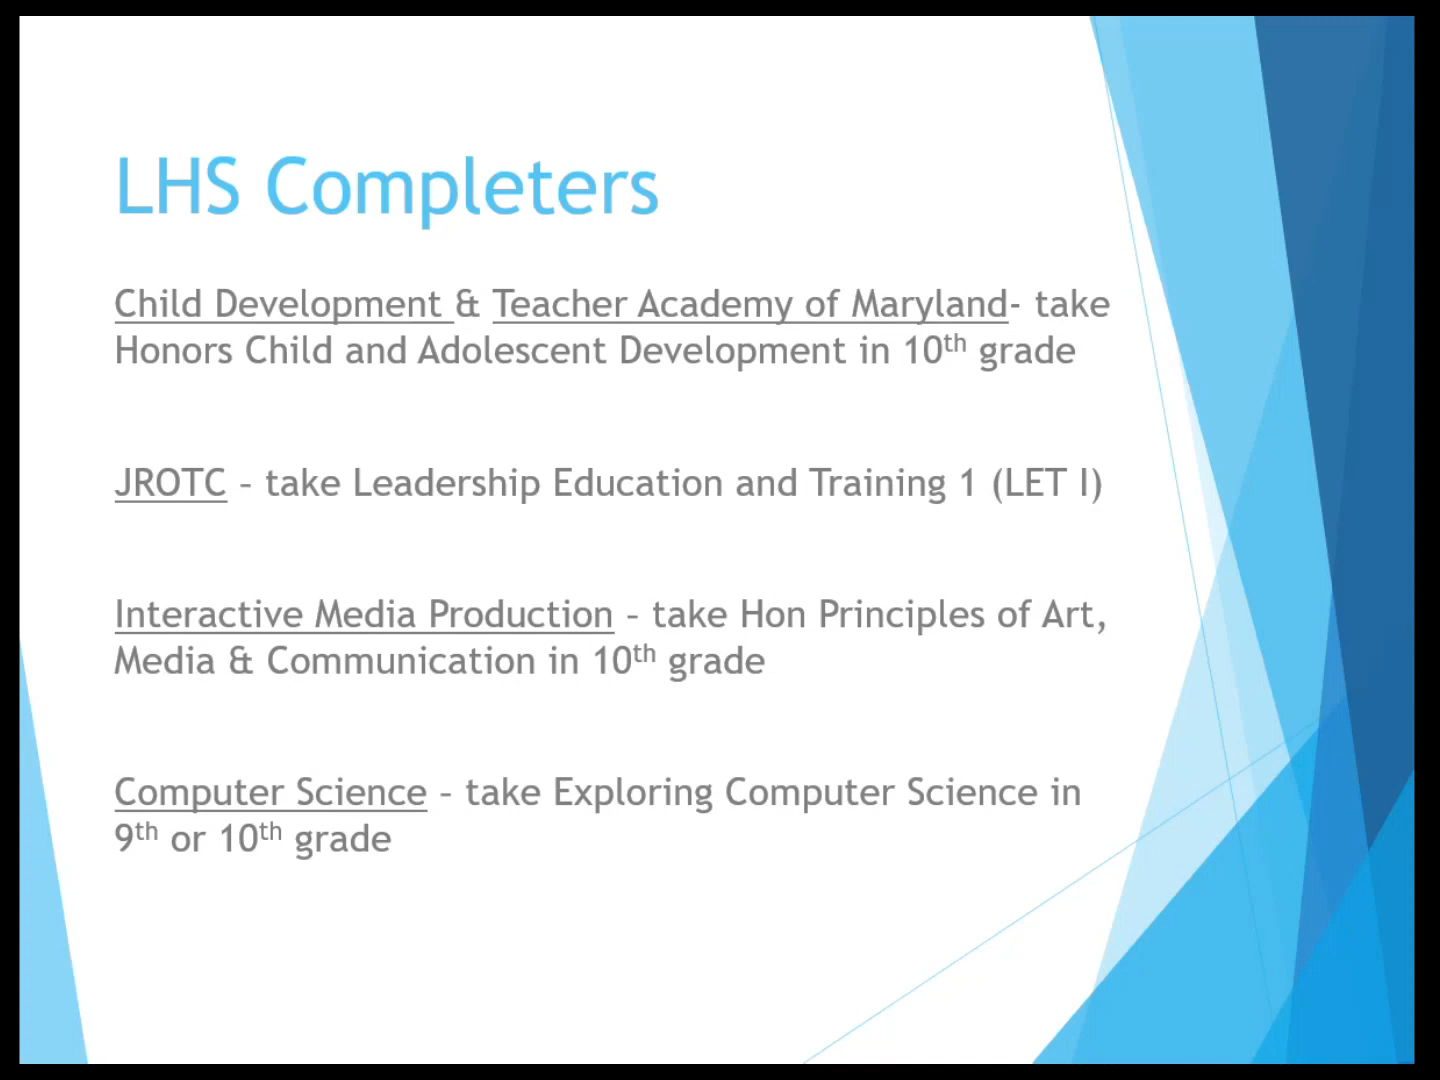 LHS Completers
Child Development & Teacher Academy of Maryland- take
Honors Child and Adolescent Development in 10th grade
JROTC – take Leadership Education and Training 1 (LET I)
Interactive Media Production – take Hon Principles of Art,
Media & Communication in 10th grade
Computer Science – take Exploring Computer Science in
9th or 10th grade